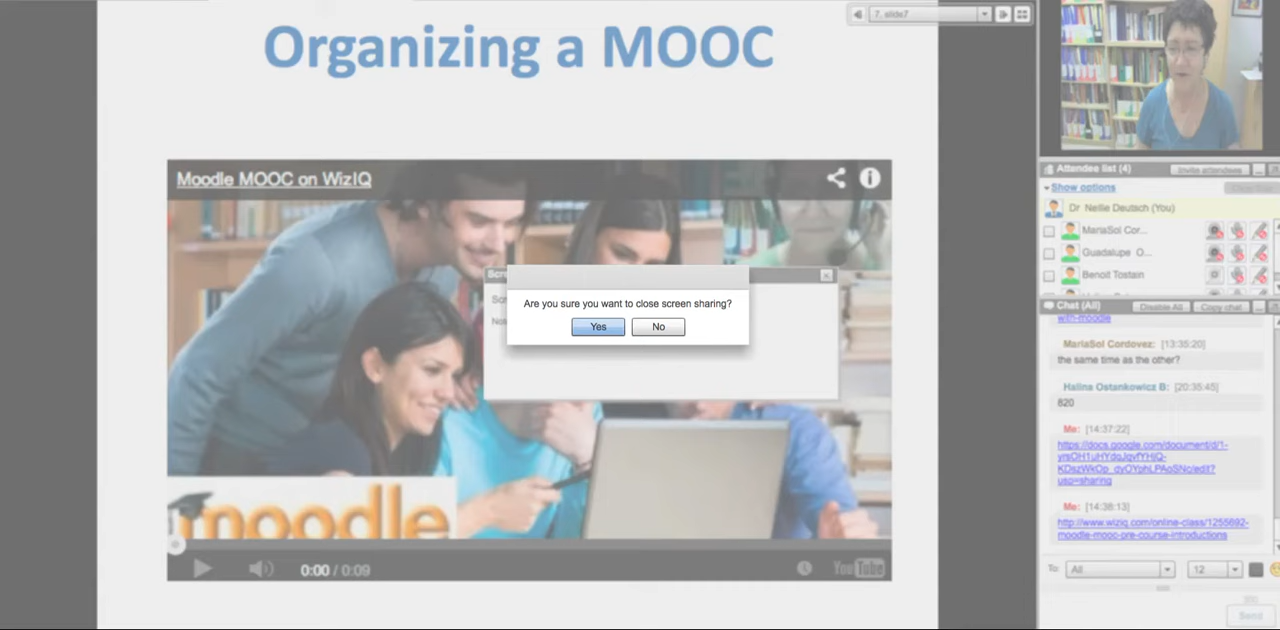 Organizing a MOOC
7. slide7
Moodle MOOC on WizIQ
Are you sure you want to close screen sharing?
Yes
No
moodle
0:00 / 0:09
YouTube
Attendee list (4)
Invite attendees
Show options
Dr Nellie Deutsch (You)
MariaSol Cor...
Guadalupe O...
Benoit Tostain
Chat (All)
Disable All
Copy chat
with-moodle
MariaSol Cordovez: [13:35:20]
the same time as the other?
Halina Ostankowicz B: [20:35:45]
820
Me: [14:37:22]
https://docs.google.com/document/d/1-
usp=sharing
Me: [14:38:13]
http://www.wiziq.com/online-class/1255692-
moodle-mooc-pre-course-introductions
To:
All
12
Send